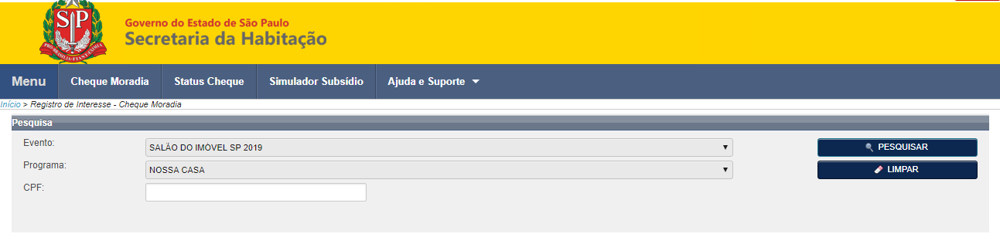 SP
PRO·BRASILIA·FIANT·EXIMIA
Governo do Estado de São Paulo
Secretaria da Habitação
Menu Cheque Moradia Status Cheque Simulador Subsídio Ajuda e Suporte
Início > Registro de Interesse - Cheque Moradia
Pesquisa
Evento: SALÃO DO IMÓVEL SP 2019 PESQUISAR
Programa: NOSSA CASA LIMPAR
CPF: